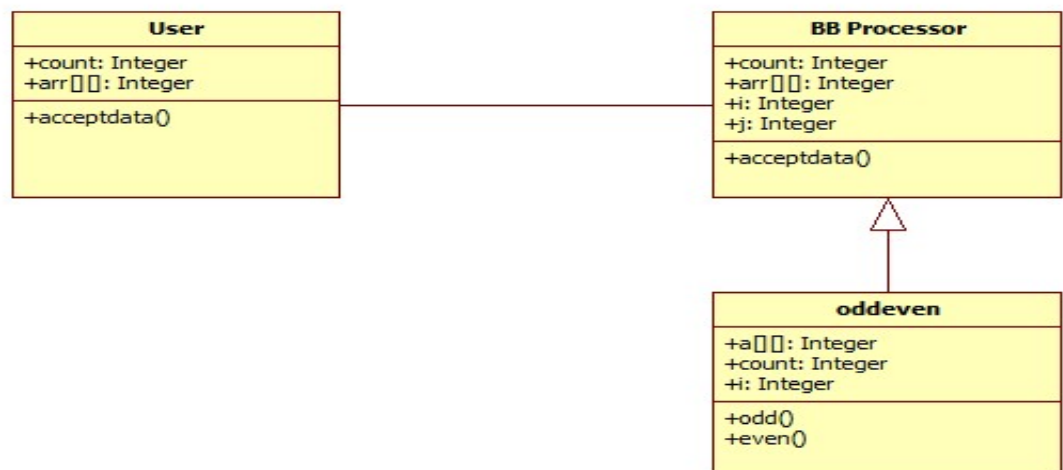 User
+count: Integer
+arr[][]: Integer
+acceptdata()
BB Processor
+count: Integer
+arr[][]: Integer
+i: Integer
+j: Integer
+acceptdata()
oddeven
+a[][]: Integer
+count: Integer
+i: Integer
+odd()
+even()